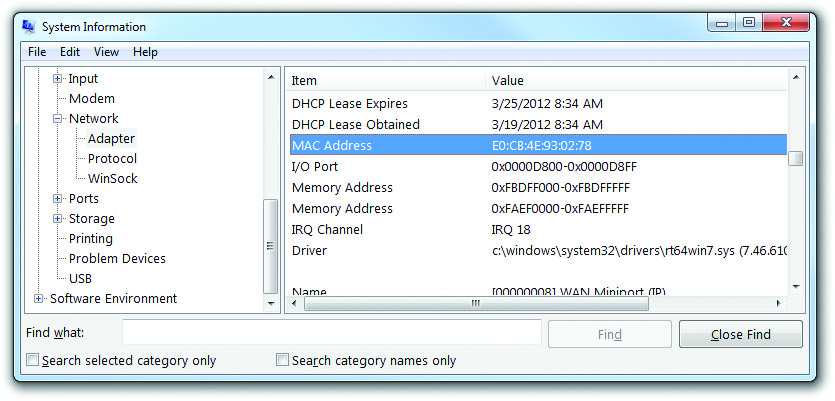 System Information
File Edit View Help
Input
Modem
Network
Adapter
Protocol
WinSock
Ports
Storage
Printing
Problem Devices
USB
Software Environment
Item Value
DHCP Lease Expires 3/25/2012 8:34 AM
DHCP Lease Obtained 3/19/2012 8:34 AM
MAC Address E0:CB:4E:93:02:78
I/O Port 0x0000D800-0x0000D8FF
Memory Address 0xFBDFF000-0xFBDFFFFF
Memory Address 0xFAEF0000-0xFAEFFFFF
IRQ Channel IRQ 18
Driver c:\windows\system32\drivers\rt64win7.sys (7.46.610
Name [00000008] WAN Miniport (IP)
Find what: Find Close Find
Search selected category only Search category names only